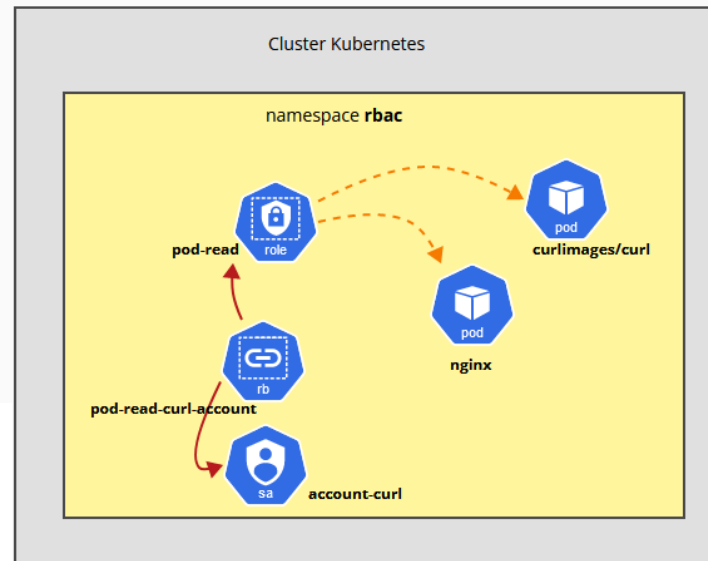 Cluster Kubernetes
namespace rbac
role
pod-read
pod
curlimages/curl
pod
nginx
rb
pod-read-curl-account
sa
account-curl